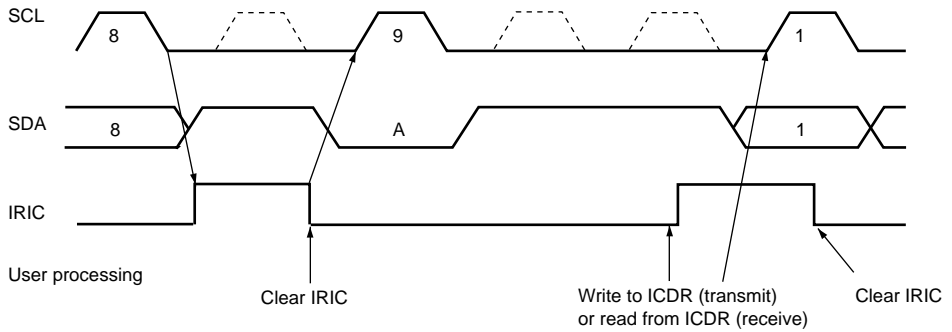 SCL
8
9
1
SDA
8
A
1
IRIC
User processing
Clear IRIC
Write to ICDR (transmit)
or read from ICDR (receive)
Clear IRIC